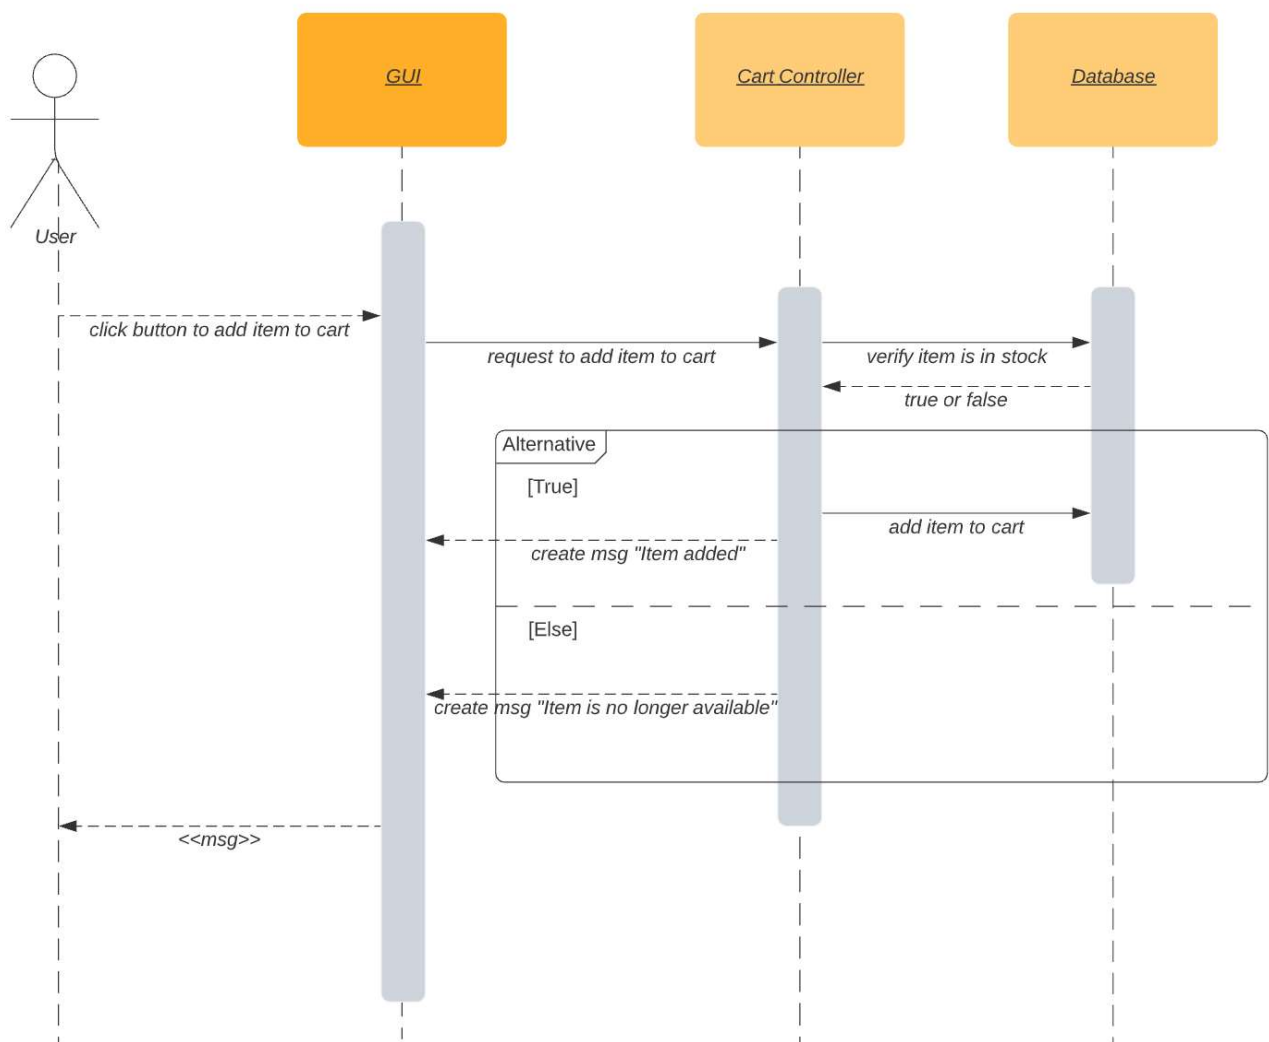 GUI
Cart Controller
Database
User
click button to add item to cart
request to add item to cart
verify item is in stock
true or false
Alternative
[True]
add item to cart
create msg "Item added"
[Else]
create msg "Item is no longer available"
<<msg>>